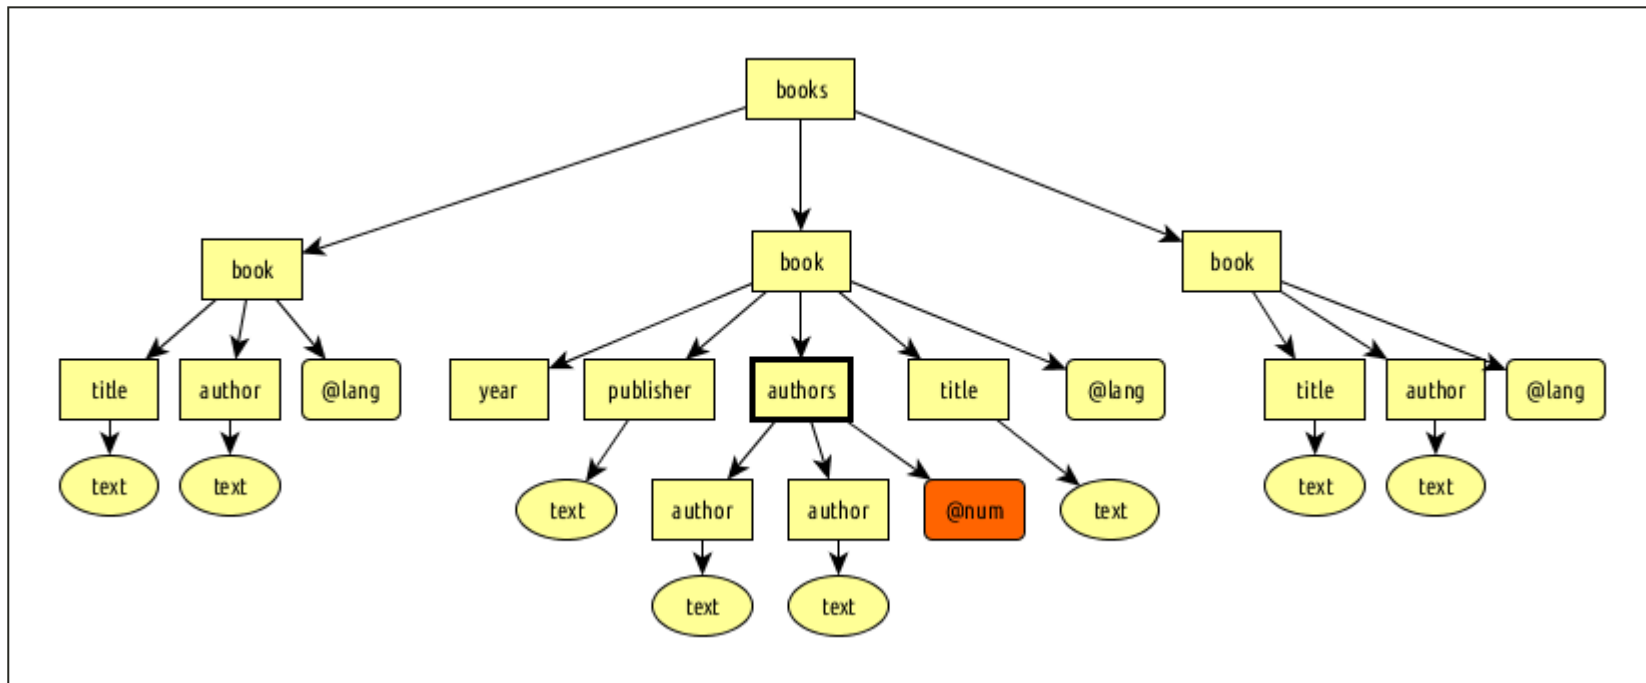 books
book
book
book
title
author
@lang
year
publisher
authors
title
@lang
title
author
@lang
text
text
text
author
author
@num
text
text
text
text
text